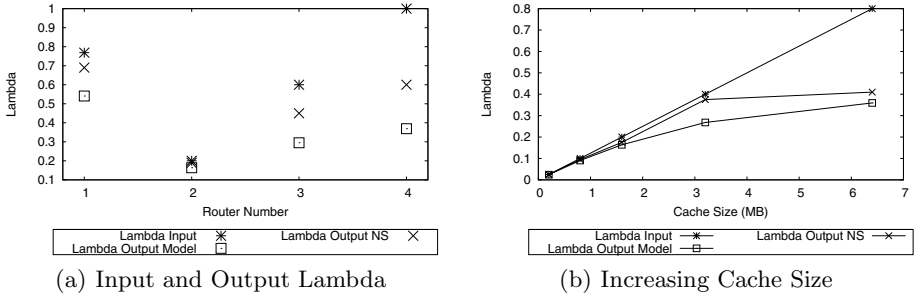 1
0.9
0.8
0.7
0.6
0.5
0.4
0.3
0.2
0.1
Lambda
1 2 3 4
Router Number
Lambda Input Lambda Output NS
Lambda Output Model
(a) Input and Output Lambda
0.8
0.7
0.6
0.5
0.4
0.3
0.2
0.1
0
Lambda
0 1 2 3 4 5 6 7
Cache Size (MB)
Lambda Input Lambda Output NS
Lambda Output Model
(b) Increasing Cache Size